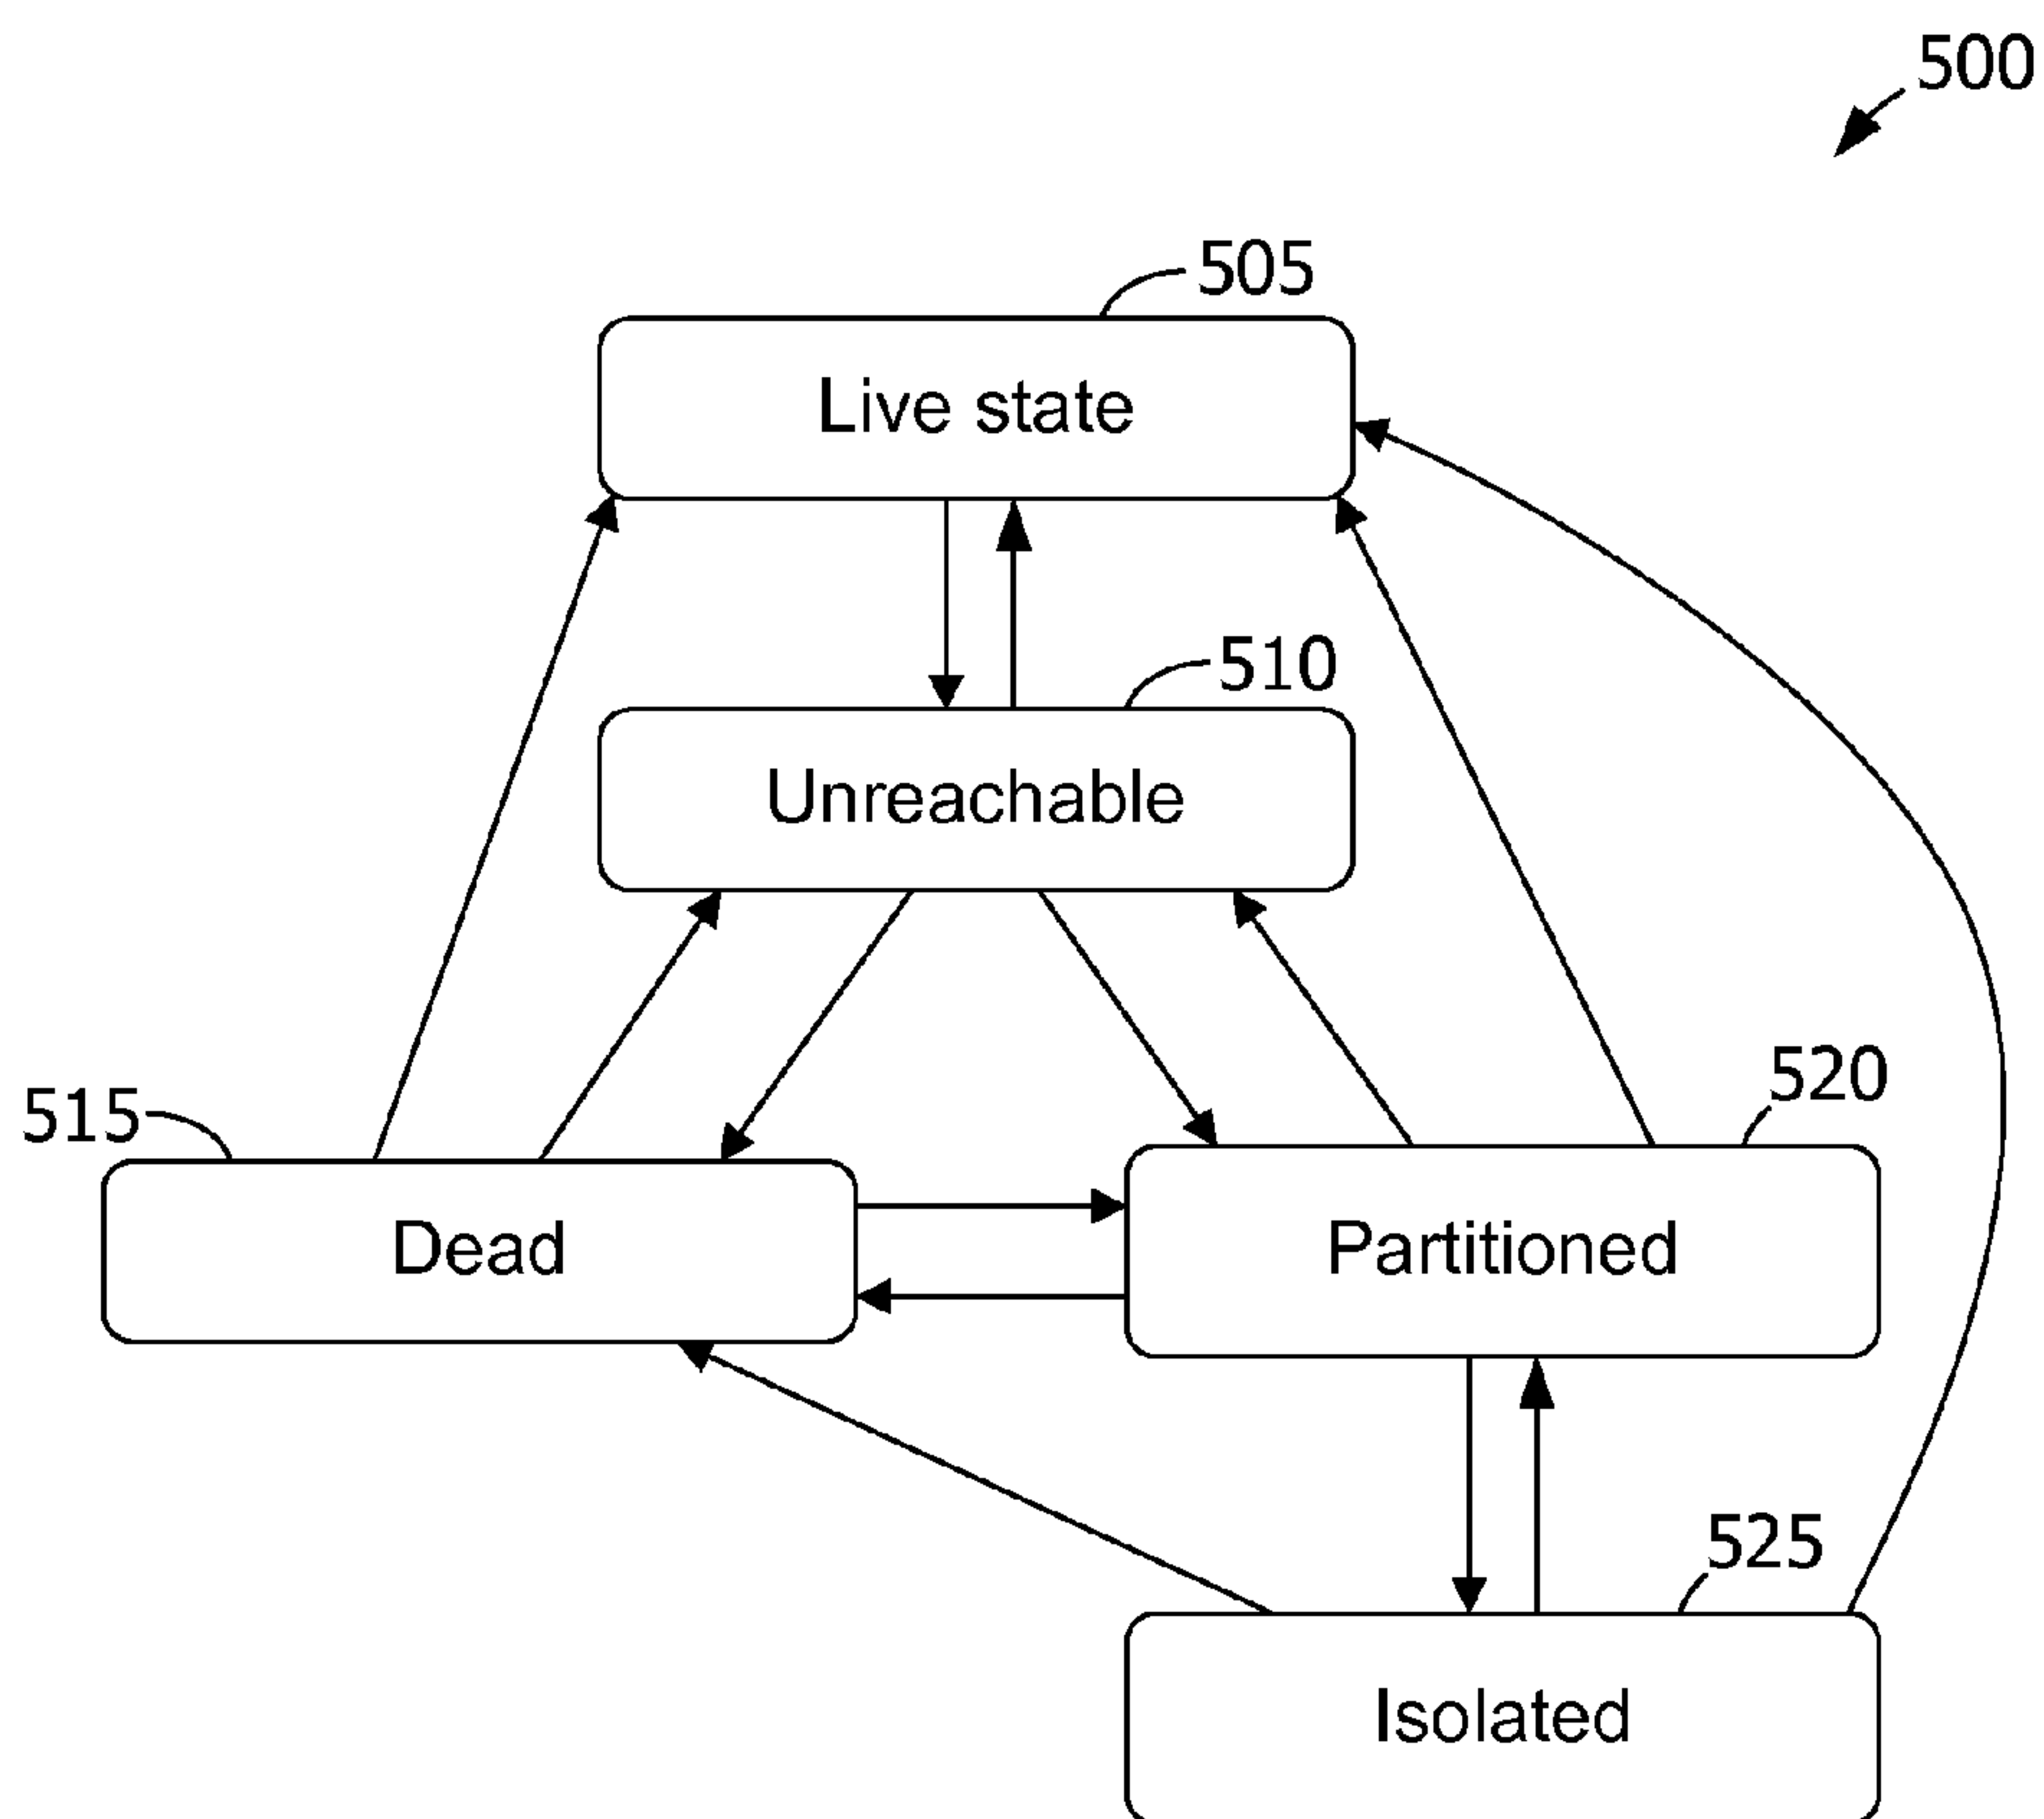 500
505
Live state
510
Unreachable
515
520
Dead
Partitioned
525
Isolated